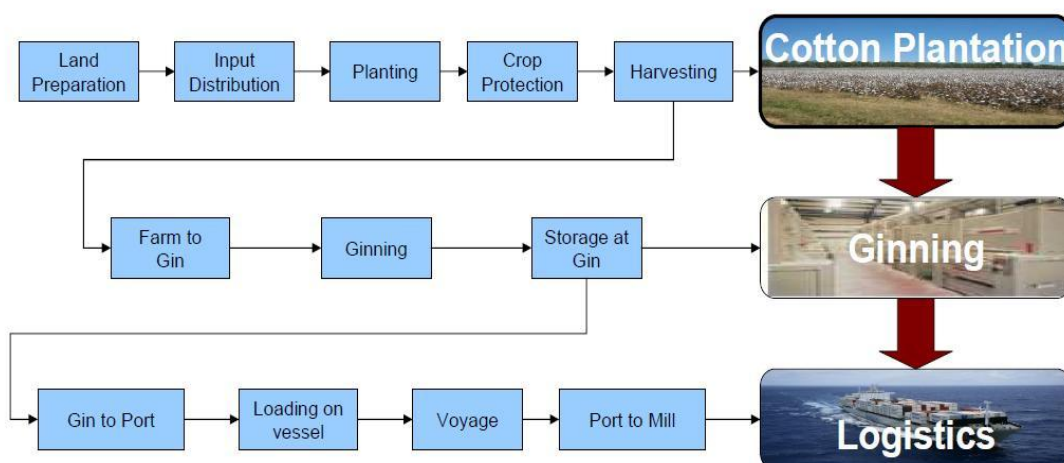 Land
Preparation
Input
Distribution
Planting
Crop
Protection
Harvesting
Cotton Plantation
Farm to
Gin
Ginning
Storage at
Gin
Ginning
Gin to Port
Loading on
vessel
Voyage
Port to Mill
Logistics